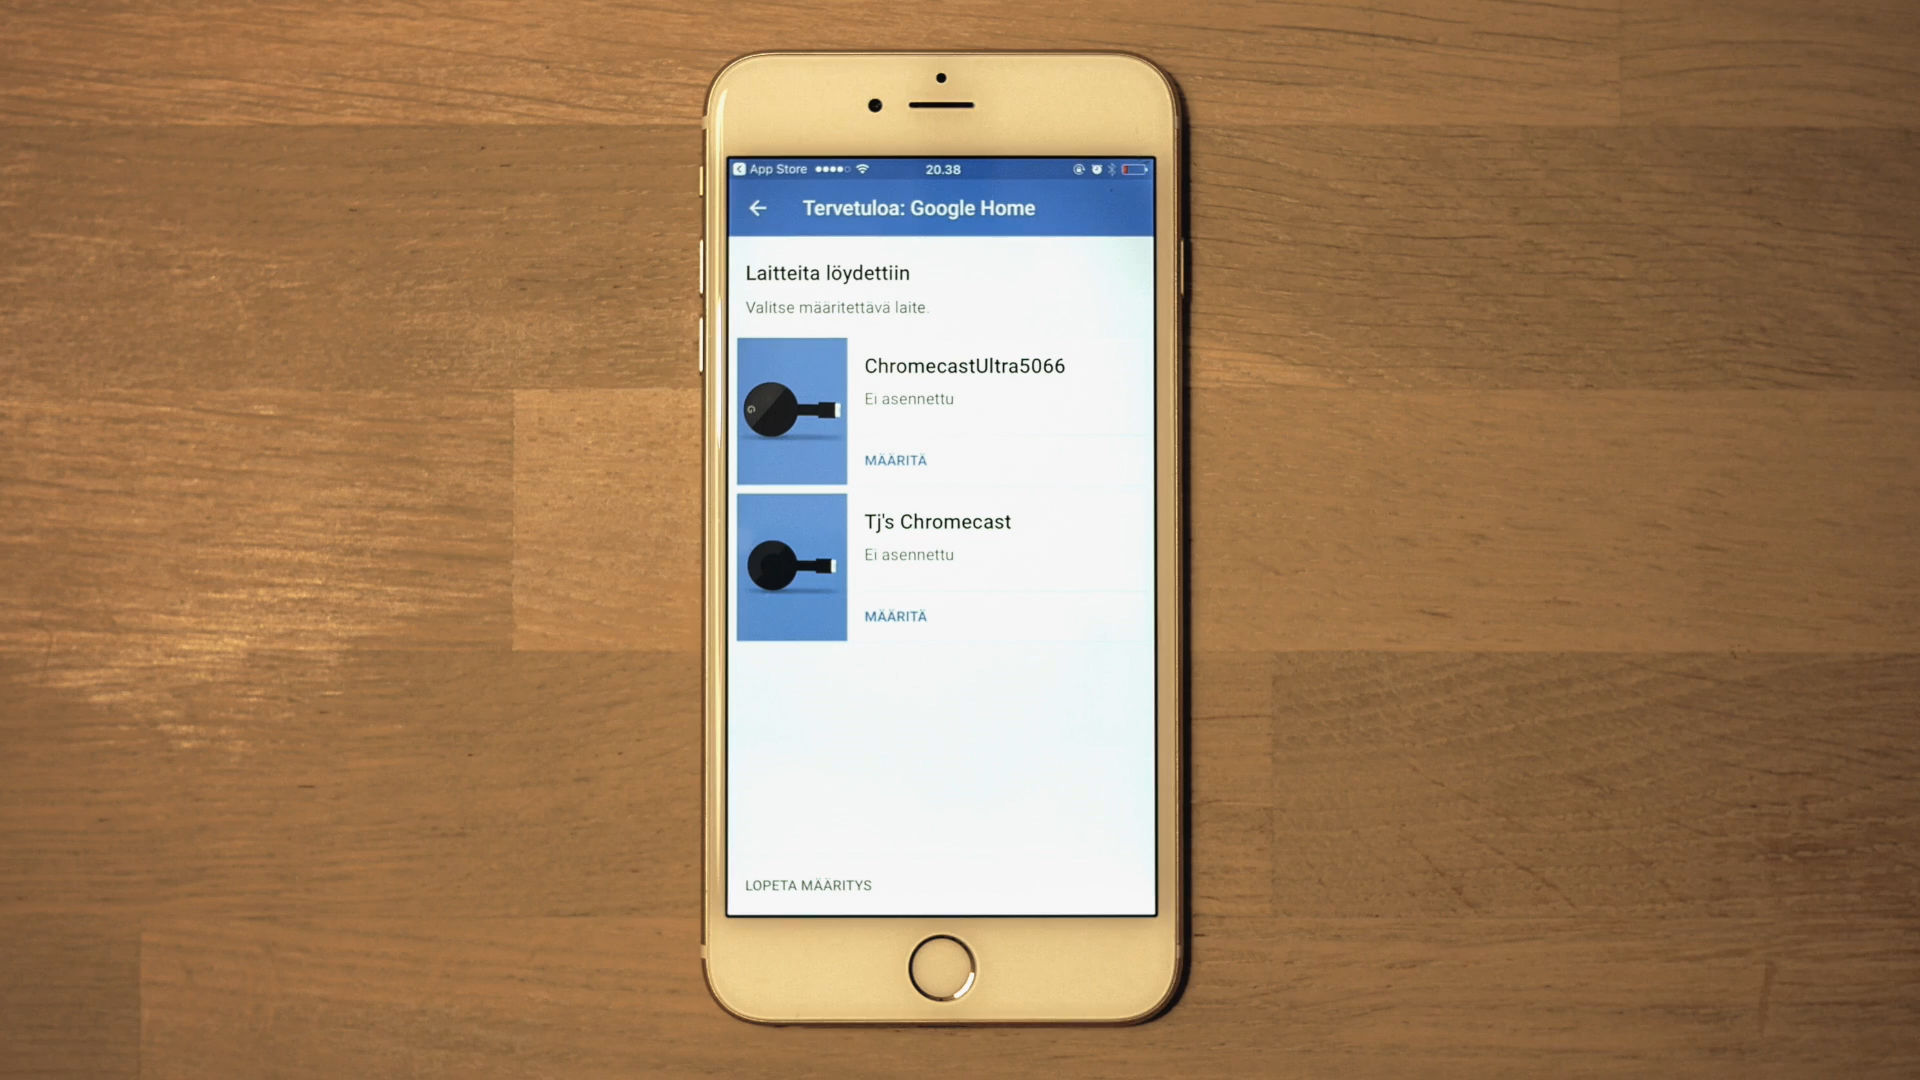 App Store 20.38
Tervetuloa: Google Home
Laitteita löydettiin
Valitse määritettävä laite.
ChromecastUltra5066
Ei asennettu
MÄÄRITÄ
Tj's Chromecast
Ei asennettu
MÄÄRITÄ
LOPETA MÄÄRITYS